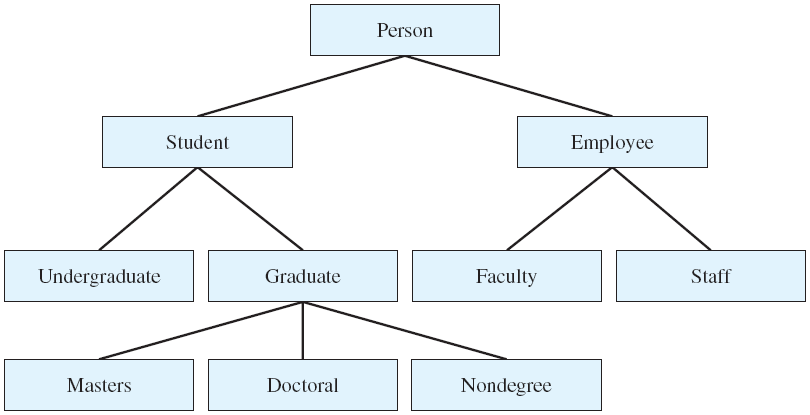 Person
Student
Employee
Undergraduate
Graduate
Faculty
Staff
Masters
Doctoral
Nondegree